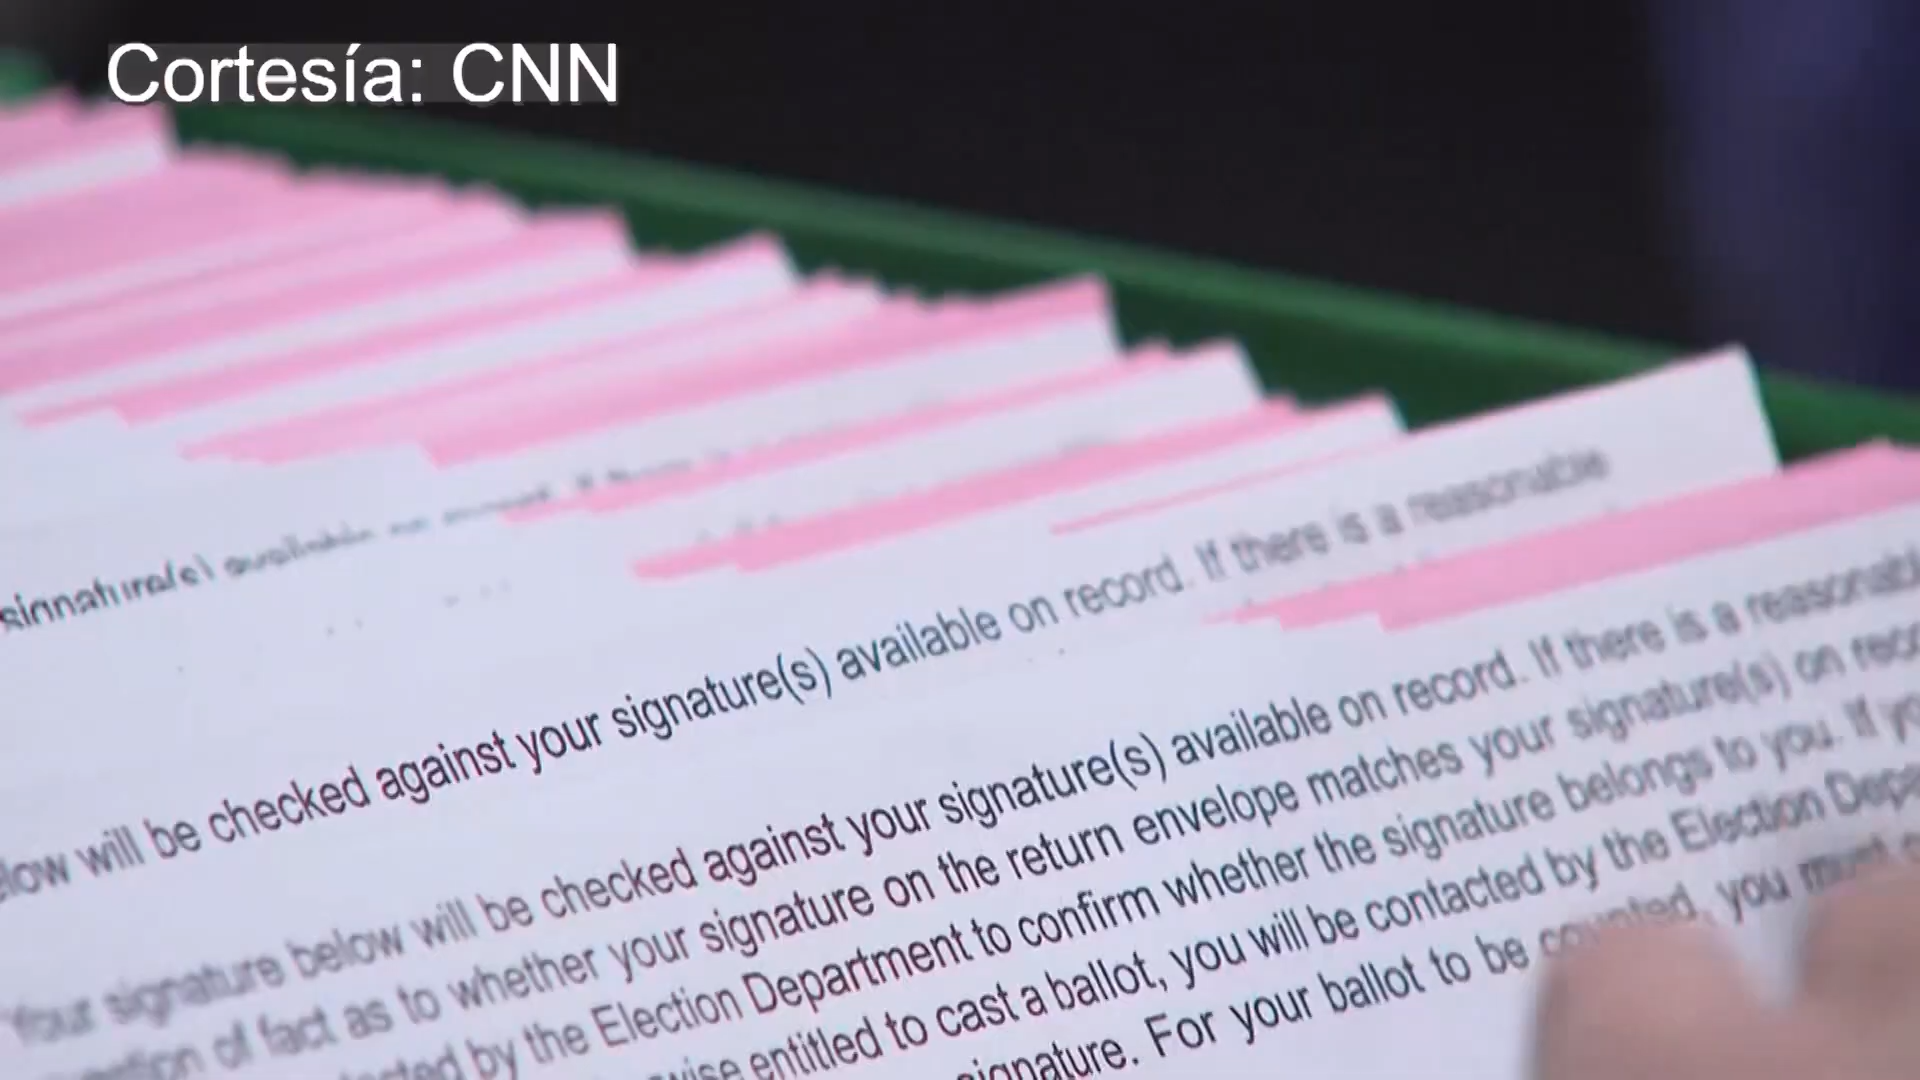 Cortesía: CNN
signature(s) available on record. If there is
below will be checked against your signature(s) available on record. If there is a reasonable
Your signature below will be checked against your signature(s) available on record. If there is a reasonable
of fact as to whether your signature on the return envelope matches your signature(s) on
by the Election Department to confirm whether the signature belongs to you. If
entitled to cast a ballot, you will be contacted by the Election
signature. For your ballot to be counted, you must